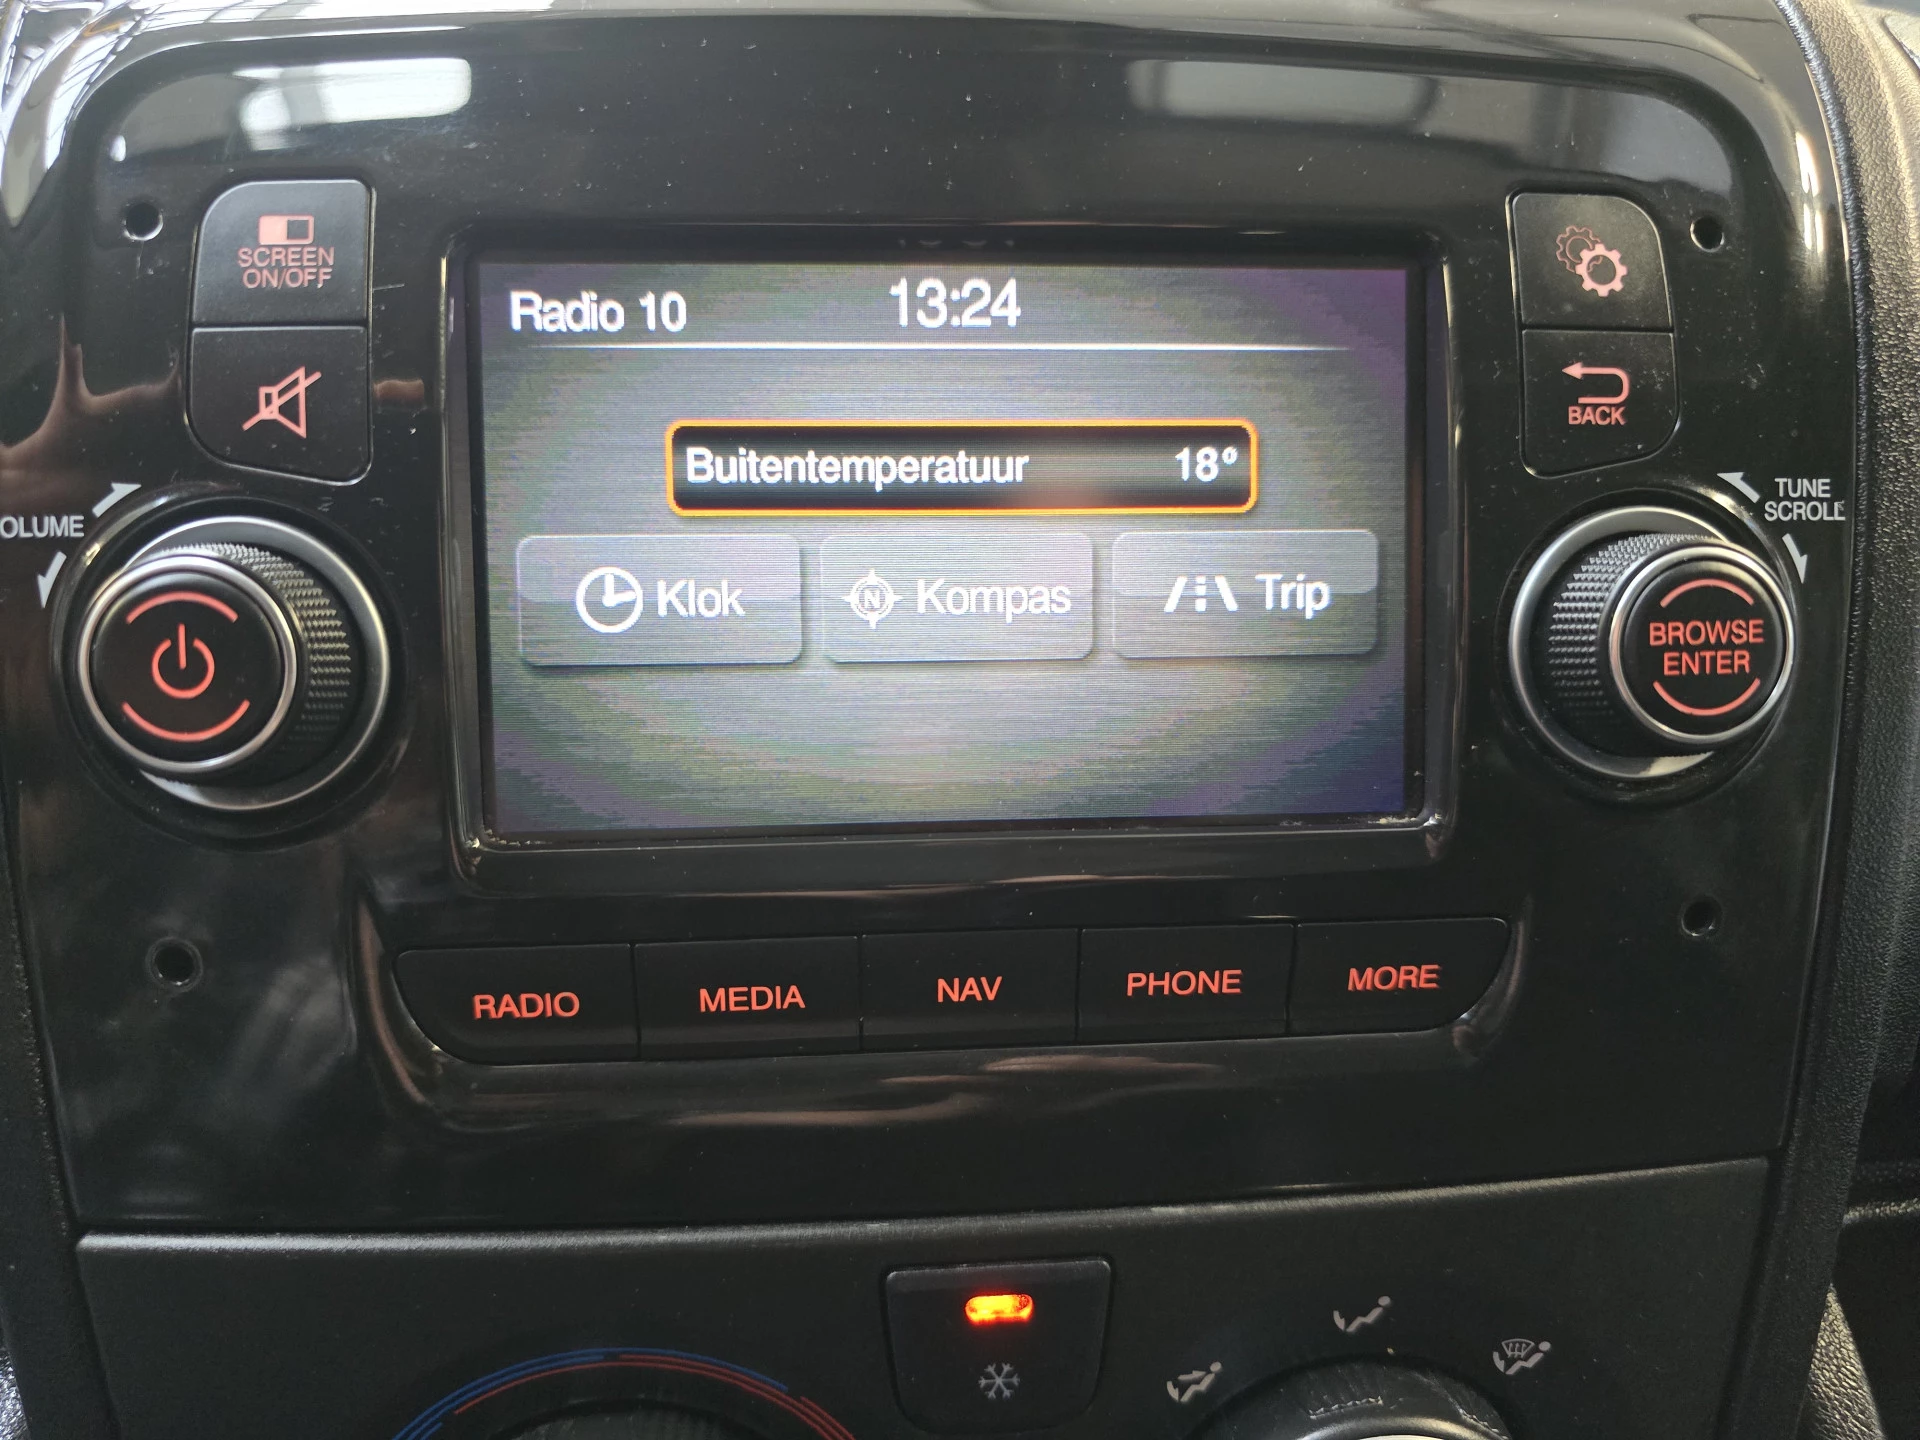 SCREEN
ON/OFF
Radio 10
13:24
Buitentemperatuur 18°
Klok
N
Kompas
Trip
BACK
OLUME
TUNE
SCROLL
BROWSE
ENTER
RADIO
MEDIA
NAV
PHONE
MORE